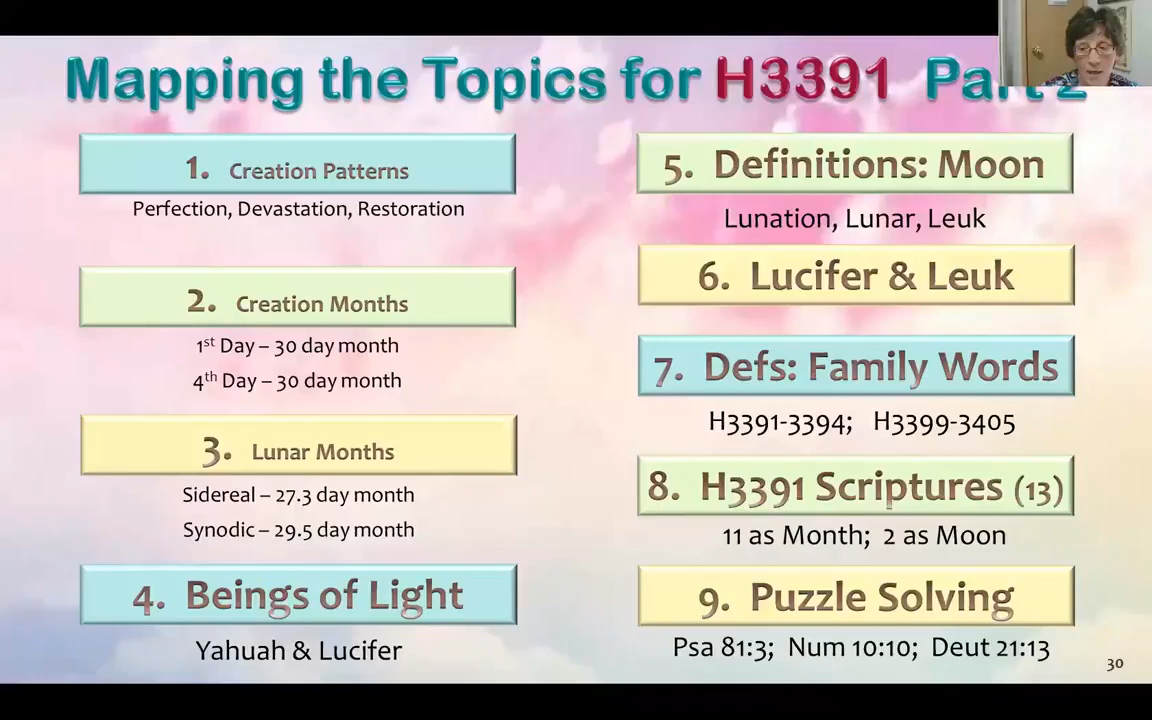 Mapping the Topics for H3391 Part 2
1. Creation Patterns
Perfection, Devastation, Restoration
2. Creation Months
1st Day – 30 day month
4th Day – 30 day month
3. Lunar Months
Sidereal – 27.3 day month
Synodic – 29.5 day month
4. Beings of Light
Yahuah & Lucifer
5. Definitions: Moon
Lunation, Lunar, Leuk
6. Lucifer & Leuk
7. Defs: Family Words
H3391-3394; H3399-3405
8. H3391 Scriptures (13)
11 as Month; 2 as Moon
9. Puzzle Solving
Psa 81:3; Num 10:10; Deut 21:13
30